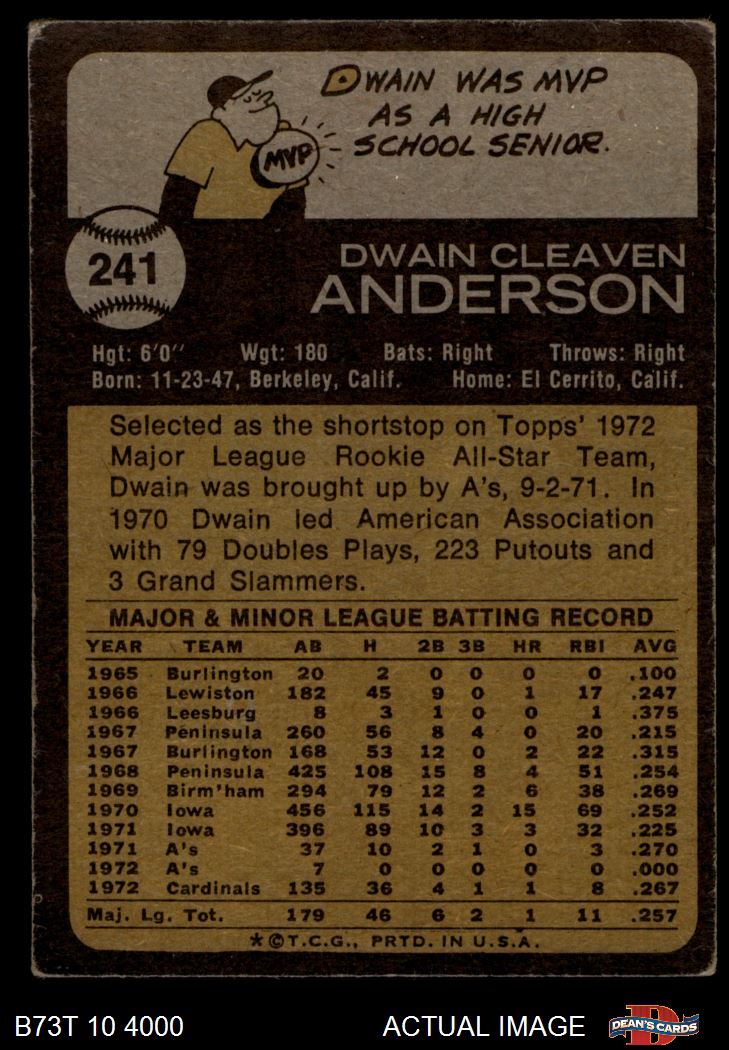 DWAIN WAS MVP
AS A HIGH
SCHOOL SENIOR.
MVP
241
DWAIN CLEAVEN
ANDERSON
Hgt: 6'0" Wgt: 180 Bats: Right Throws: Right
Born: 11-23-47, Berkeley, Calif. Home: El Cerrito, Calif.
Selected as the shortstop on Topps' 1972
Major League Rookie All-Star Team,
Dwain was brought up by A's, 9-2-71. In
1970 Dwain led American Association
with 79 Doubles Plays, 223 Putouts and
3 Grand Slammers.
MAJOR & MINOR LEAGUE BATTING RECORD
YEAR TEAM AB H 2B 3B HR RBI AVG
1965 Burlington 20 2 0 0 0 0 .100
1966 Lewiston 182 45 9 0 1 17 .247
1966 Leesburg 8 3 1 0 0 1 .375
1967 Peninsula 260 56 8 4 0 20 .215
1967 Burlington 168 53 12 0 2 22 .315
1968 Peninsula 425 108 15 8 4 51 .254
1969 Birm'ham 294 79 12 2 6 38 .269
1970 Iowa 456 115 14 2 15 69 .252
1971 Iowa 396 89 10 3 3 32 .225
1971 A's 37 10 2 1 0 3 .270
1972 A's 7 0 0 0 0 0 .000
1972 Cardinals 135 36 4 1 1 8 .267
Maj. Lg. Tot. 179 46 6 2 1 11 .257
*©T.C.G., PRTD. IN U.S.A.
B73T 10 4000 ACTUAL IMAGE DEAN'S CARDS